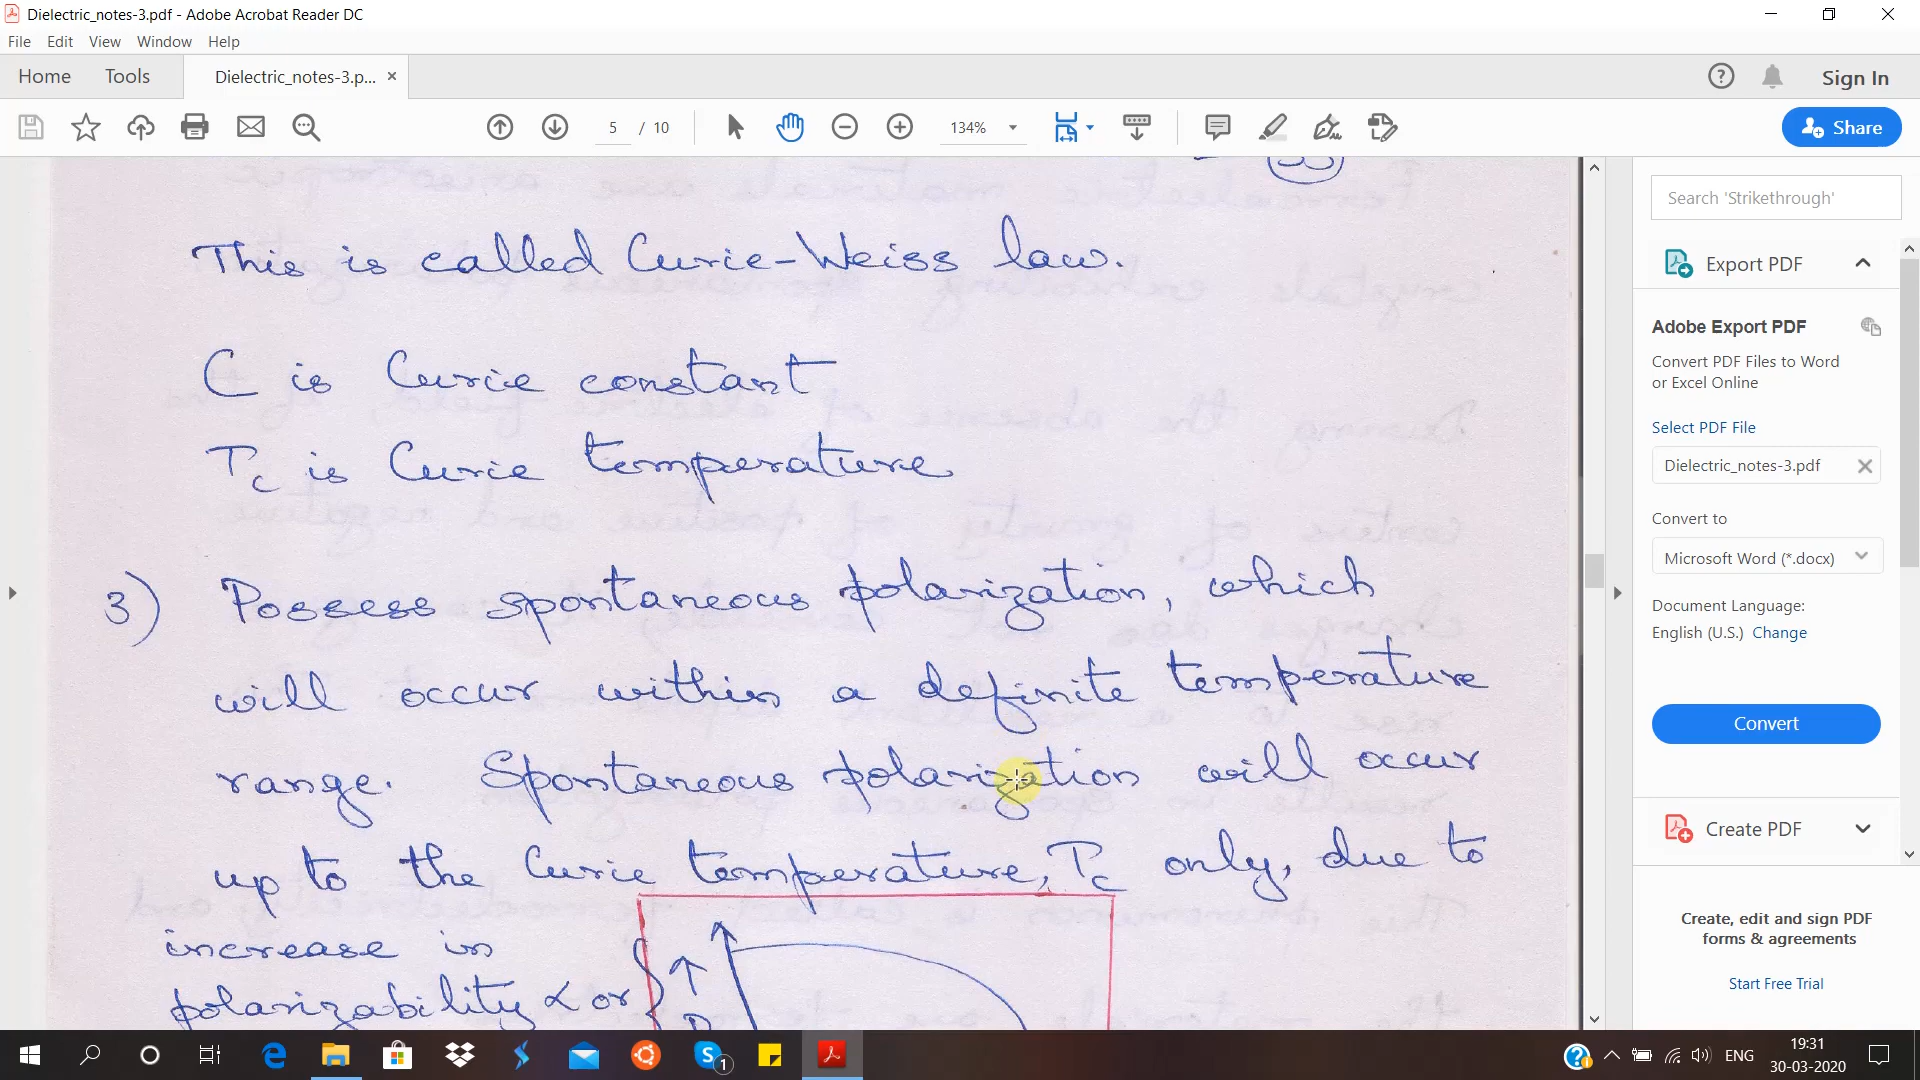 Dielectric_notes-3.pdf - Adobe Acrobat Reader DC
File Edit View Window Help
Home Tools Dielectric_notes-3.p... ×
Sign In
5 / 10
134%
Share
This is called Curie-Weiss law.
C is Curie constant
Tc is Curie temperature
3) Possess spontaneous polarization, which
will occur within a definite temperature
range. Spontaneous polarization will occur
up to the Curie temperature, Tc only, due to
increase in
polarizability α or
Search 'Strikethrough'
Export PDF
Adobe Export PDF
Convert PDF Files to Word
or Excel Online
Select PDF File
Dielectric_notes-3.pdf
Convert to
Microsoft Word (*.docx)
Document Language:
English (U.S.) Change
Convert
Create PDF
Create, edit and sign PDF
forms & agreements
Start Free Trial
1
ENG
19:31
30-03-2020